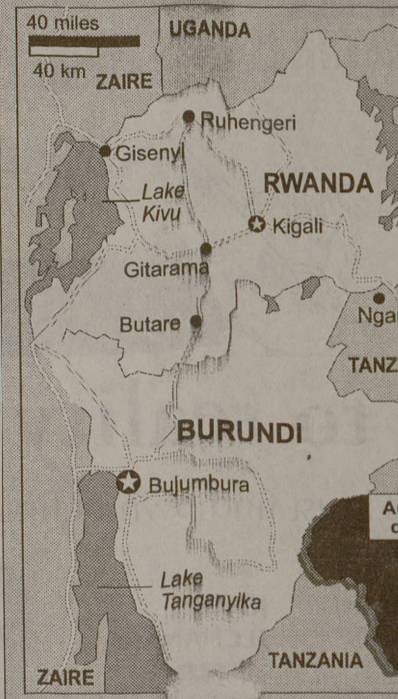 40 miles
40 km
UGANDA
ZAIRE
Ruhengeri
Gisenyi
RWANDA
Lake
Kivu
Kigali
Gitarama
Butare
Nga
TANZ
BURUNDI
Bujumbura
Lake
Tanganyika
TANZANIA
ZAIRE